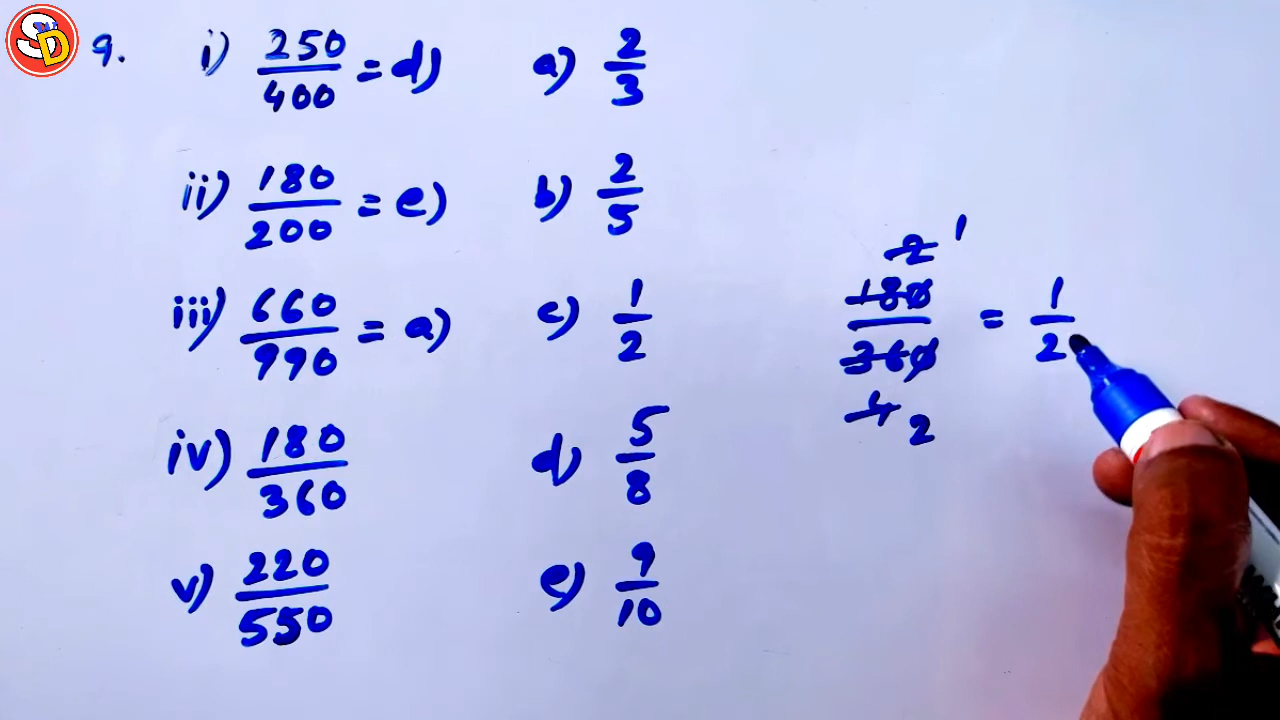 SD
9. i) 250/400 = d) a) 2/3
ii) 180/200 = e) b) 2/5
iii) 660/990 = a) c) 1/2
2 1
180/360 = 1/2
4 2
iv) 180/360 d) 5/8
v) 220/550 e) 9/10